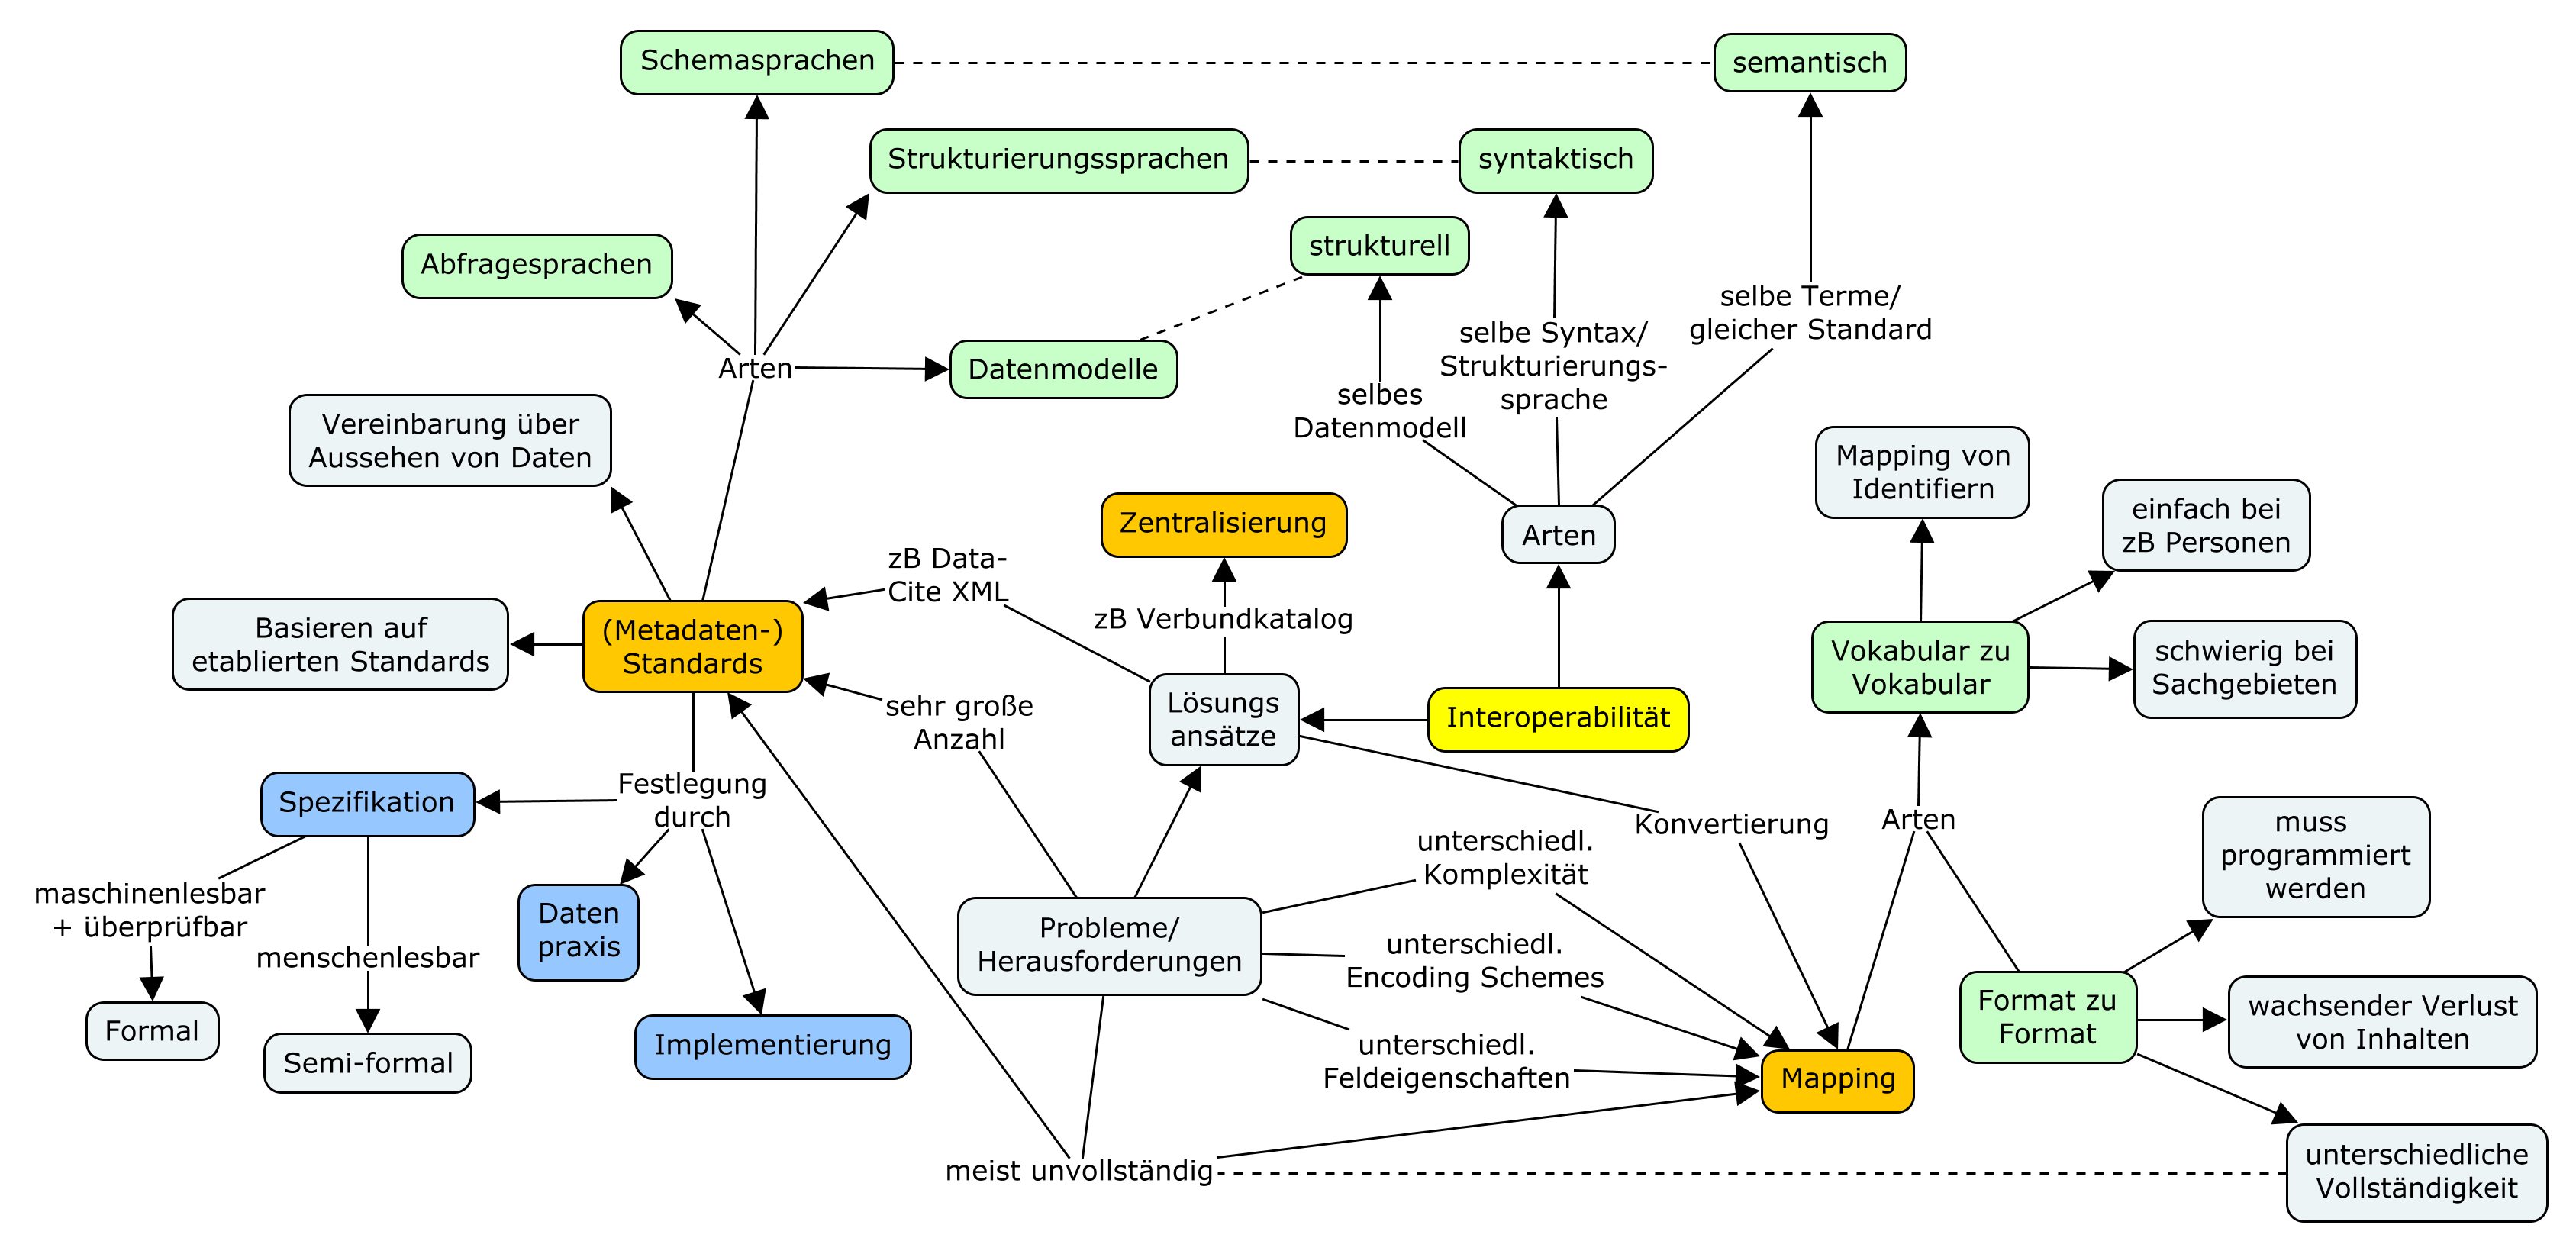 Schemasprachen
semantisch
Strukturierungssprachen
syntaktisch
strukturell
Abfragesprachen
selbe Terme/
gleicher Standard
selbe Syntax/
Strukturierungs-
sprache
Arten
Datenmodelle
selbes
Datenmodell
Vereinbarung über
Aussehen von Daten
Mapping von
Identifiern
einfach bei
zB Personen
Zentralisierung
Arten
zB Data-
Cite XML
zB Verbundkatalog
Basieren auf
etablierten Standards
(Metadaten-)
Standards
Vokabular zu
Vokabular
schwierig bei
Sachgebieten
sehr große
Anzahl
Lösungs
ansätze
Interoperabilität
Spezifikation
Festlegung
durch
Konvertierung
Arten
muss
programmiert
werden
unterschiedl.
Komplexität
maschinenlesbar
+ überprüfbar
Daten
praxis
Probleme/
Herausforderungen
unterschiedl.
Encoding Schemes
menschenlesbar
Format zu
Format
wachsender Verlust
von Inhalten
Formal
Semi-formal
Implementierung
unterschiedl.
Feldeigenschaften
Mapping
meist unvollständig
unterschiedliche
Vollständigkeit